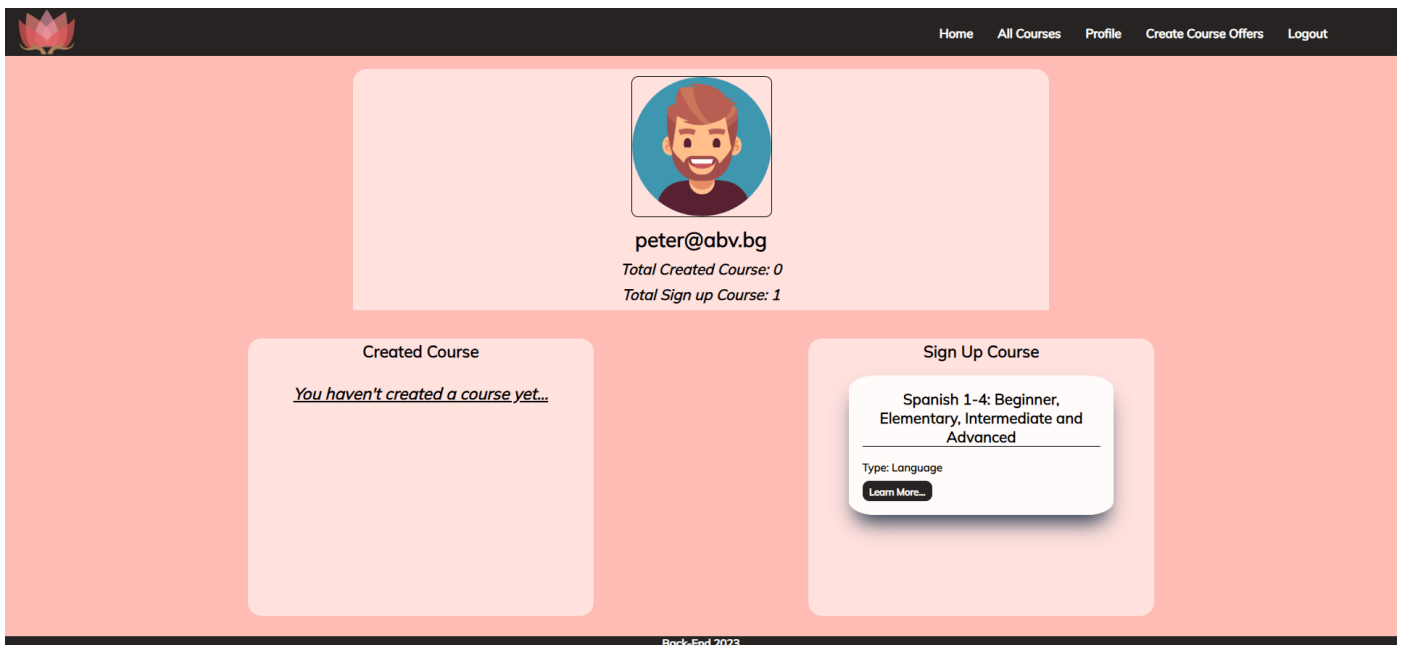 Home All Courses Profile Create Course Offers Logout
peter@abv.bg
Total Created Course: 0
Total Sign up Course: 1
Created Course
You haven't created a course yet...
Sign Up Course
Spanish 1-4: Beginner,
Elementary, Intermediate and
Advanced
Type: Language
Learn More...
Back-End 2023